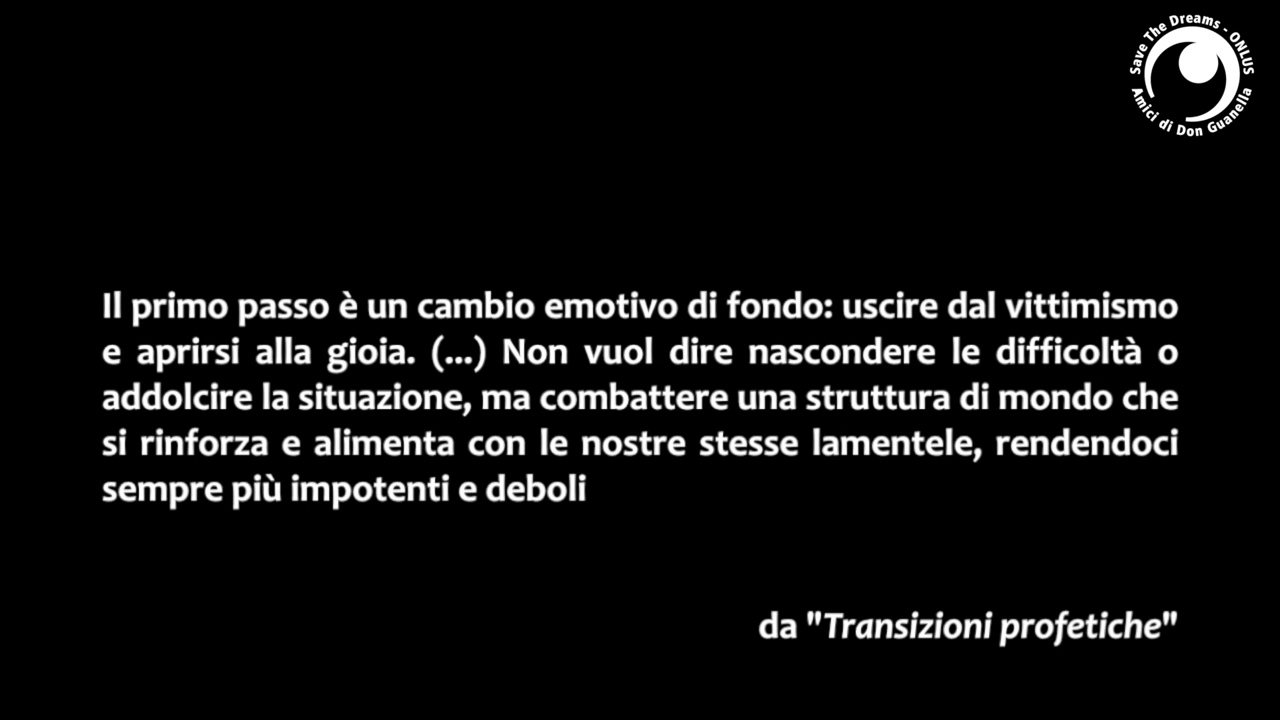 Save The Dreams - ONLUS
Amici di Don Guanella
Il primo passo è un cambio emotivo di fondo: uscire dal vittimismo
e aprirsi alla gioia. (...) Non vuol dire nascondere le difficoltà o
addolcire la situazione, ma combattere una struttura di mondo che
si rinforza e alimenta con le nostre stesse lamentele, rendendoci
sempre più impotenti e deboli
da "Transizioni profetiche"